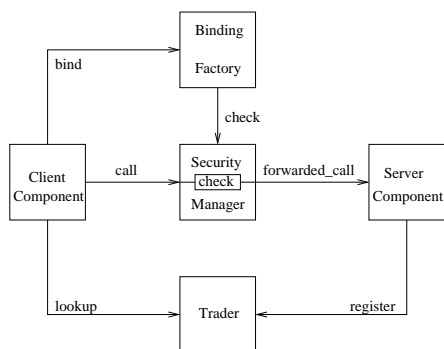 Binding
Factory
bind
check
Client
Component
call
Security
check
Manager
forwarded_call
Server
Component
lookup
Trader
register